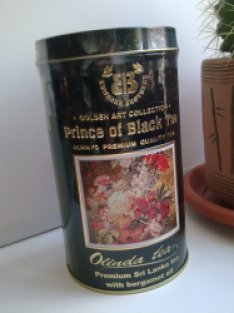 GOLDEN ART COLLECTION
Prince of Black Tea
ALWAYS PREMIUM QUALITY TEA
Olinda tea
Premium Sri Lanka tea
with bergamot oil